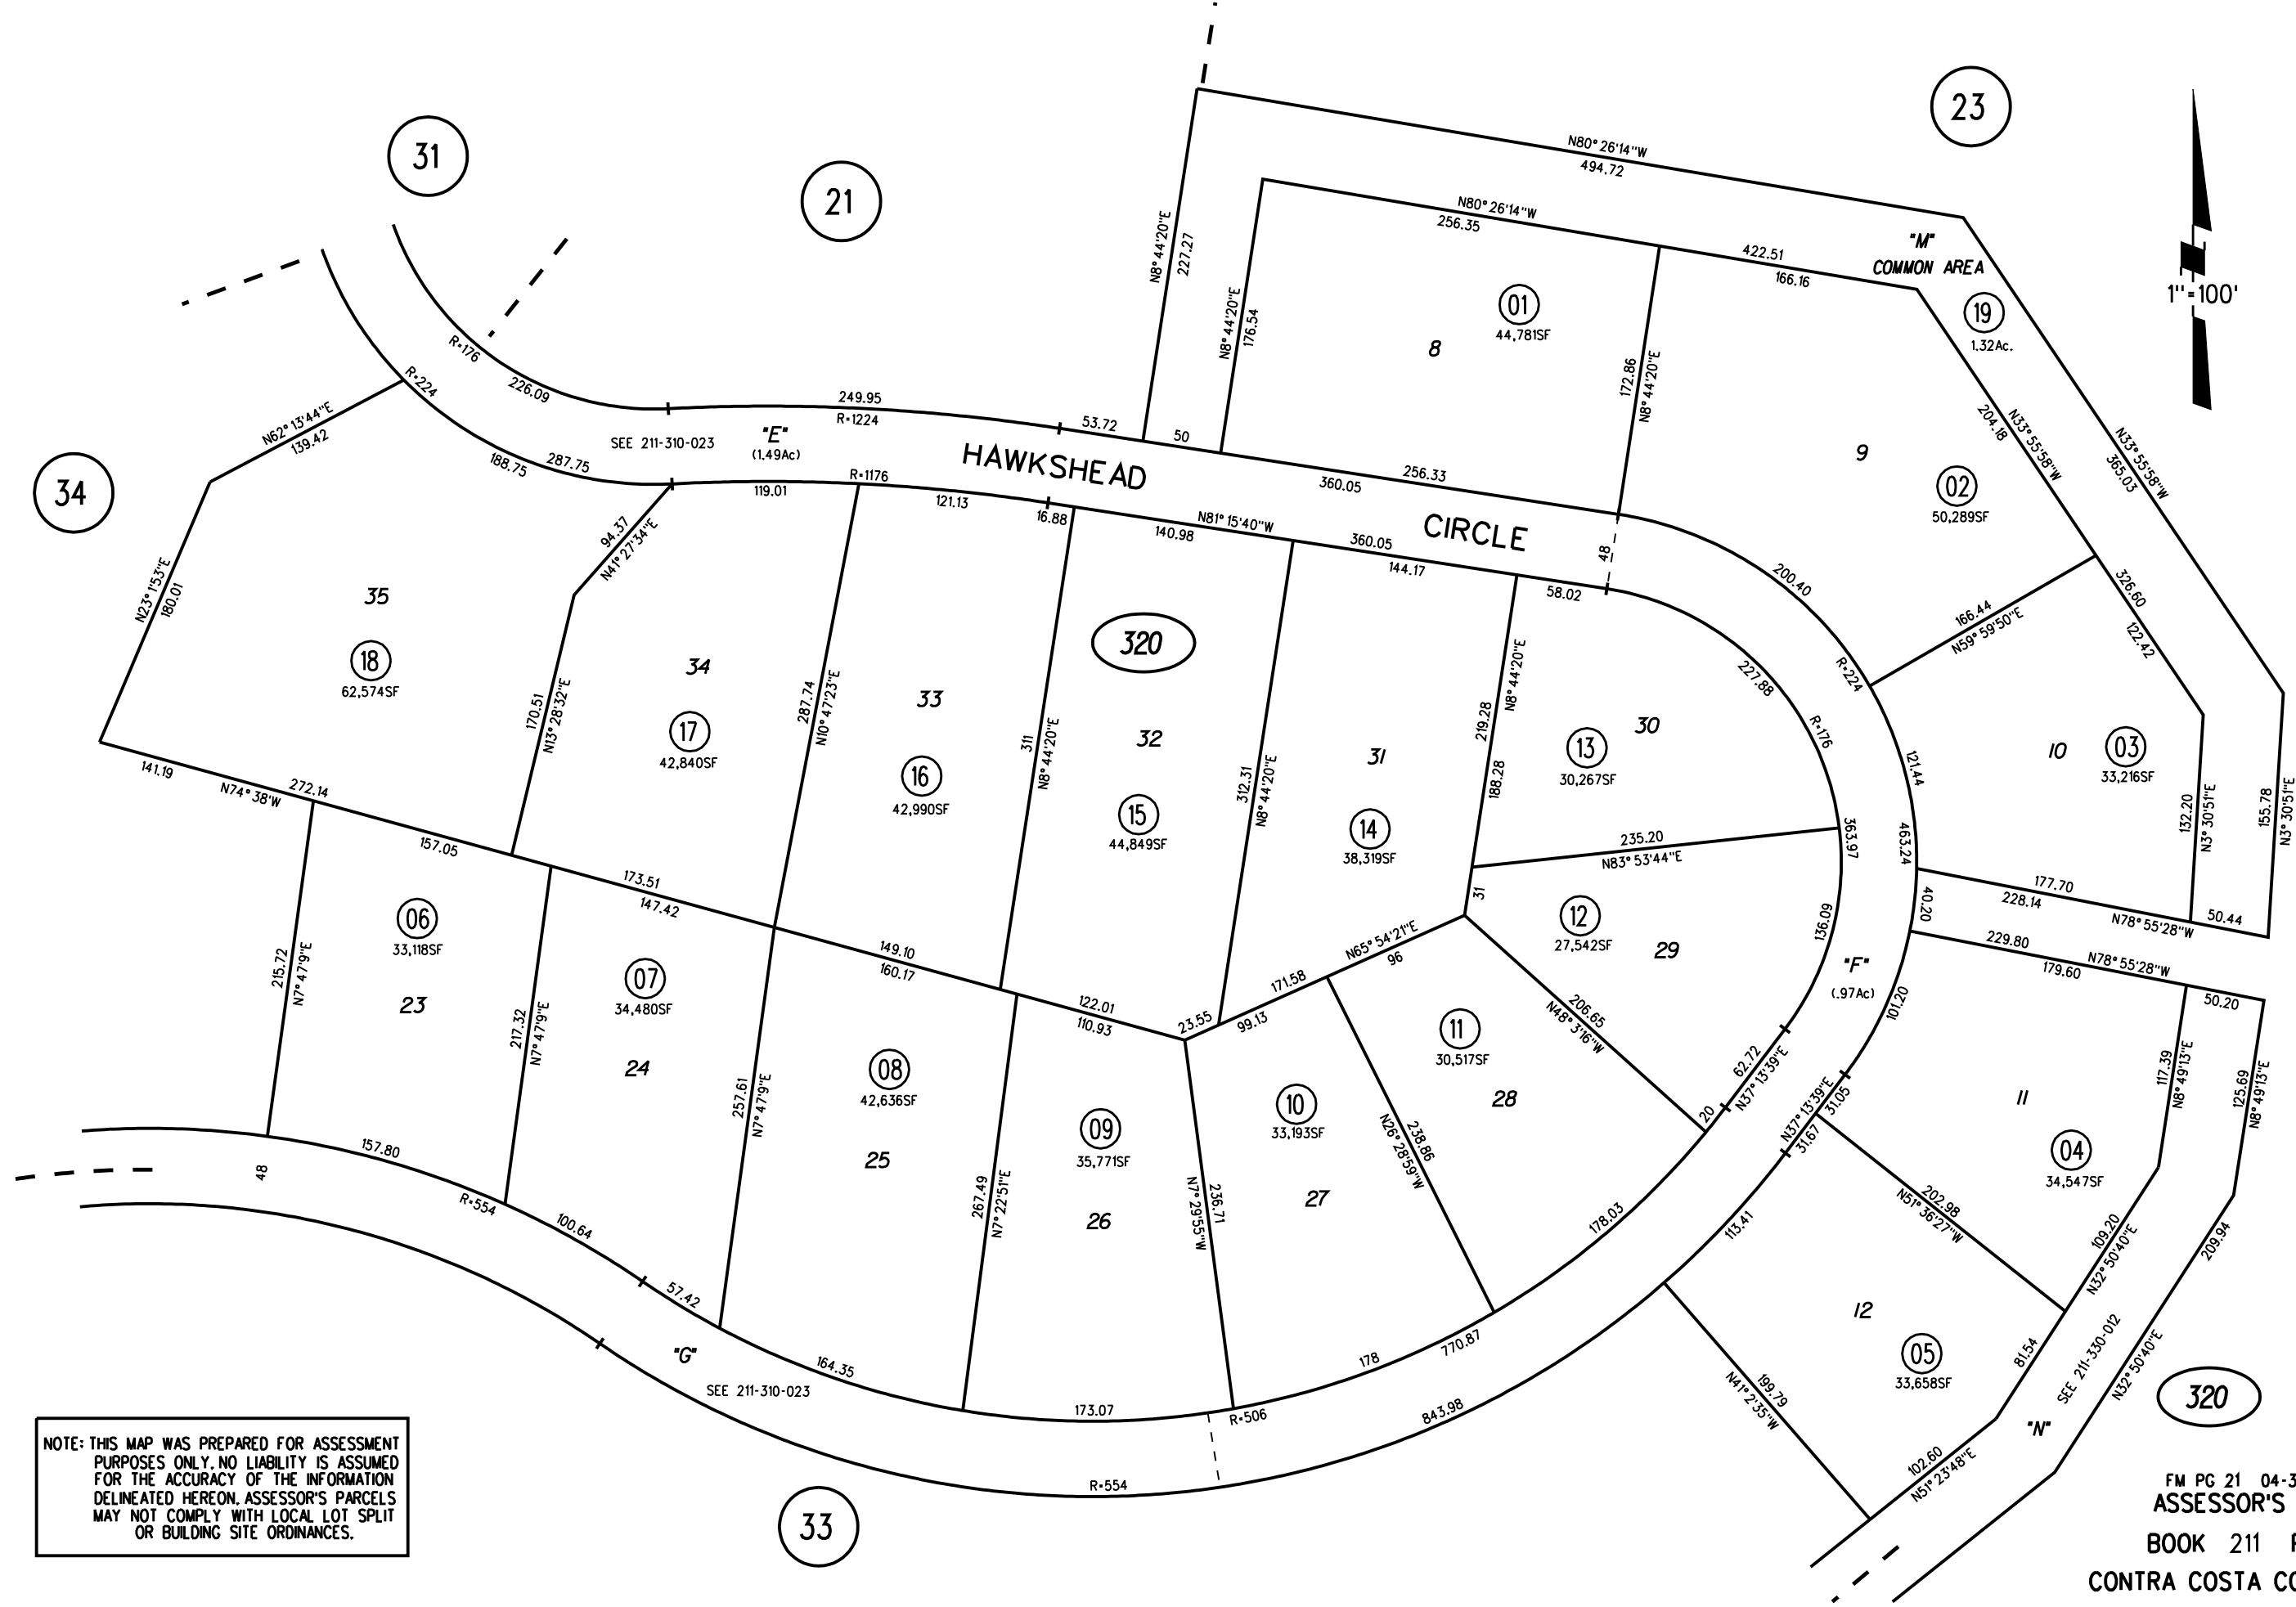 31
21
23
34
33
1"=100'
N80°26'14"W
494.72
N80°26'14"W
256.35
422.51
166.16
"M"
COMMON AREA
19
1.32Ac.
N8°44'20"E
227.27
N8°44'20"E
176.54
01
44,781SF
8
172.86
N8°44'20"E
9
02
50,289SF
204.18
N33°55'58"W
N33°55'58"W
365.03
326.60
122.42
R=176
226.09
R=224
188.75
287.75
249.95
R=1224
SEE 211-310-023
"E"
(1.49Ac)
53.72
50
HAWKSHEAD
CIRCLE
256.33
360.05
N62°13'44"E
139.42
N23°1'53"E
180.01
35
18
62,574SF
94.37
N41°27'34"E
119.01
R=1176
121.13
16.88
140.98
N81°15'40"W
360.05
144.17
58.02
48
200.40
227.88
R=224
R=176
166.44
N59°59'50"E
121.44
463.24
363.97
10
03
33,216SF
132.20
N3°30'51"E
155.78
N3°30'51"E
170.51
N13°28'32"E
34
17
42,840SF
287.74
N10°47'23"E
33
16
42,990SF
311
N8°44'20"E
320
32
15
44,849SF
312.31
N8°44'20"E
31
14
38,319SF
219.28
N8°44'20"E
188.28
13
30,267SF
30
235.20
N83°53'44"E
31
12
27,542SF
29
136.09
141.19
N74°38'W
272.14
157.05
173.51
147.42
149.10
160.17
122.01
110.93
23.55
99.13
171.58
N65°54'21"E
96
177.70
228.14
N78°55'28"W
50.44
40.20
229.80
179.60
N78°55'28"W
50.20
"F"
(.97Ac)
101.20
06
33,118SF
23
215.72
N7°47'9"E
07
34,480SF
24
217.32
N7°47'9"E
08
42,636SF
25
257.61
N7°47'9"E
09
35,771SF
26
267.49
N7°22'51"E
10
33,193SF
27
N7°29'55"W
236.71
11
30,517SF
28
238.86
N26°28'59"W
206.65
N48°3'16"W
62.72
N37°13'39"E
20
N37°13'39"E
31.05
31.67
11
04
34,547SF
117.39
N8°49'13"E
125.69
N8°49'13"E
202.98
N51°36'27"W
109.20
N32°50'40"E
209.94
12
05
33,658SF
81.54
SEE 211-330-012
N32°50'40"E
"N"
199.79
N41°2'35"W
102.60
N51°23'48"E
157.80
48
R=554
100.64
57.42
164.35
173.07
178
178.03
770.87
R=506
113.41
843.98
R=554
"G"
SEE 211-310-023
320
NOTE: THIS MAP WAS PREPARED FOR ASSESSMENT
PURPOSES ONLY. NO LIABILITY IS ASSUMED
FOR THE ACCURACY OF THE INFORMATION
DELINEATED HEREON. ASSESSOR'S PARCELS
MAY NOT COMPLY WITH LOCAL LOT SPLIT
OR BUILDING SITE ORDINANCES.
FM PG 21 04-3
ASSESSOR'S
BOOK 211
CONTRA COSTA